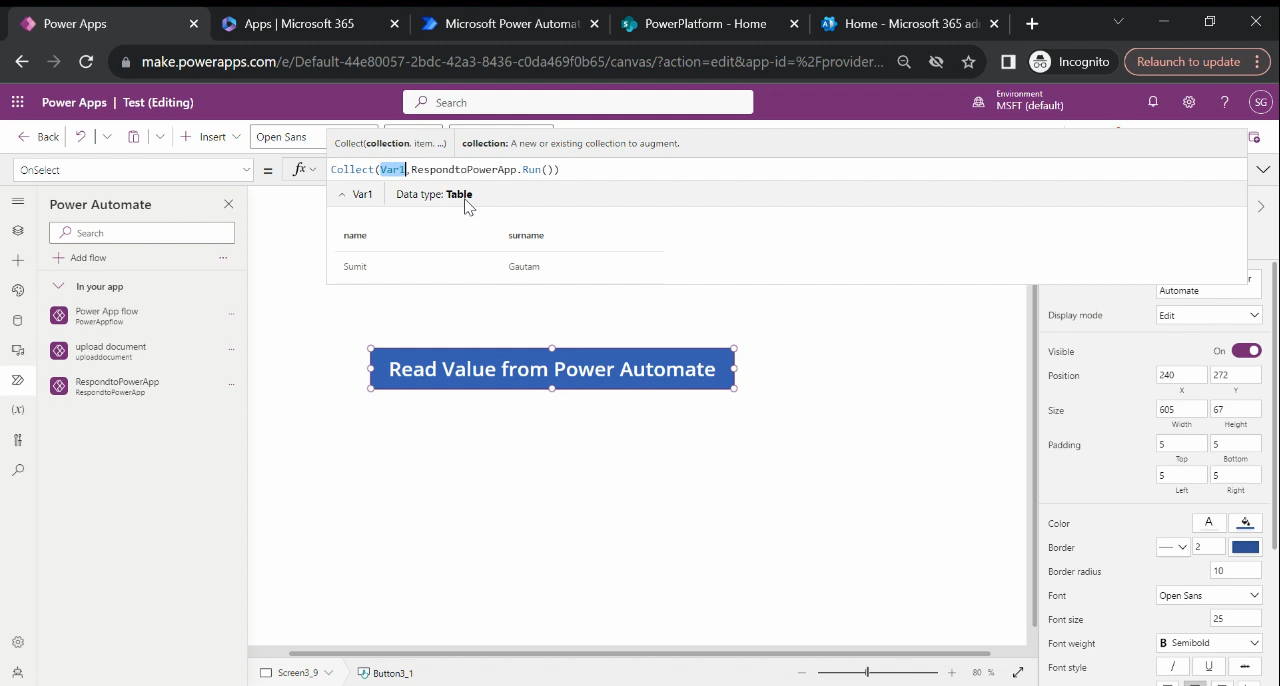 Power Apps
Apps | Microsoft 365
Microsoft Power Automat
PowerPlatform - Home
Home - Microsoft 365 ad
make.powerapps.com/e/Default-44e80057-2bdc-42a3-8436-c0da469f0b65/canvas/?action=edit&app-id=%2Fprovider...
Incognito
Relaunch to update
Power Apps | Test (Editing)
Search
Environment
MSFT (default)
SG
Back
Insert
Open Sans
Collect(collection, item, ...)
collection: A new or existing collection to augment.
OnSelect
=
fx
Collect(Var1,RespondtoPowerApp.Run())
Var1
Data type: Table
name
surname
Sumit
Gautam
Power Automate
Search
Add flow
In your app
Power App flow
PowerAppflow
upload document
uploaddocument
RespondtoPowerApp
RespondtoPowerApp
Read Value from Power Automate
Automate
Display mode
Edit
Visible
On
Position
240
272
X
Y
Size
605
67
Width
Height
Padding
5
5
Top
Bottom
5
5
Left
Right
Color
A
Border
2
Border radius
10
Font
Open Sans
Font size
25
Font weight
B Semibold
Font style
/
U
abc
Screen3_9
Button3_1
80 %